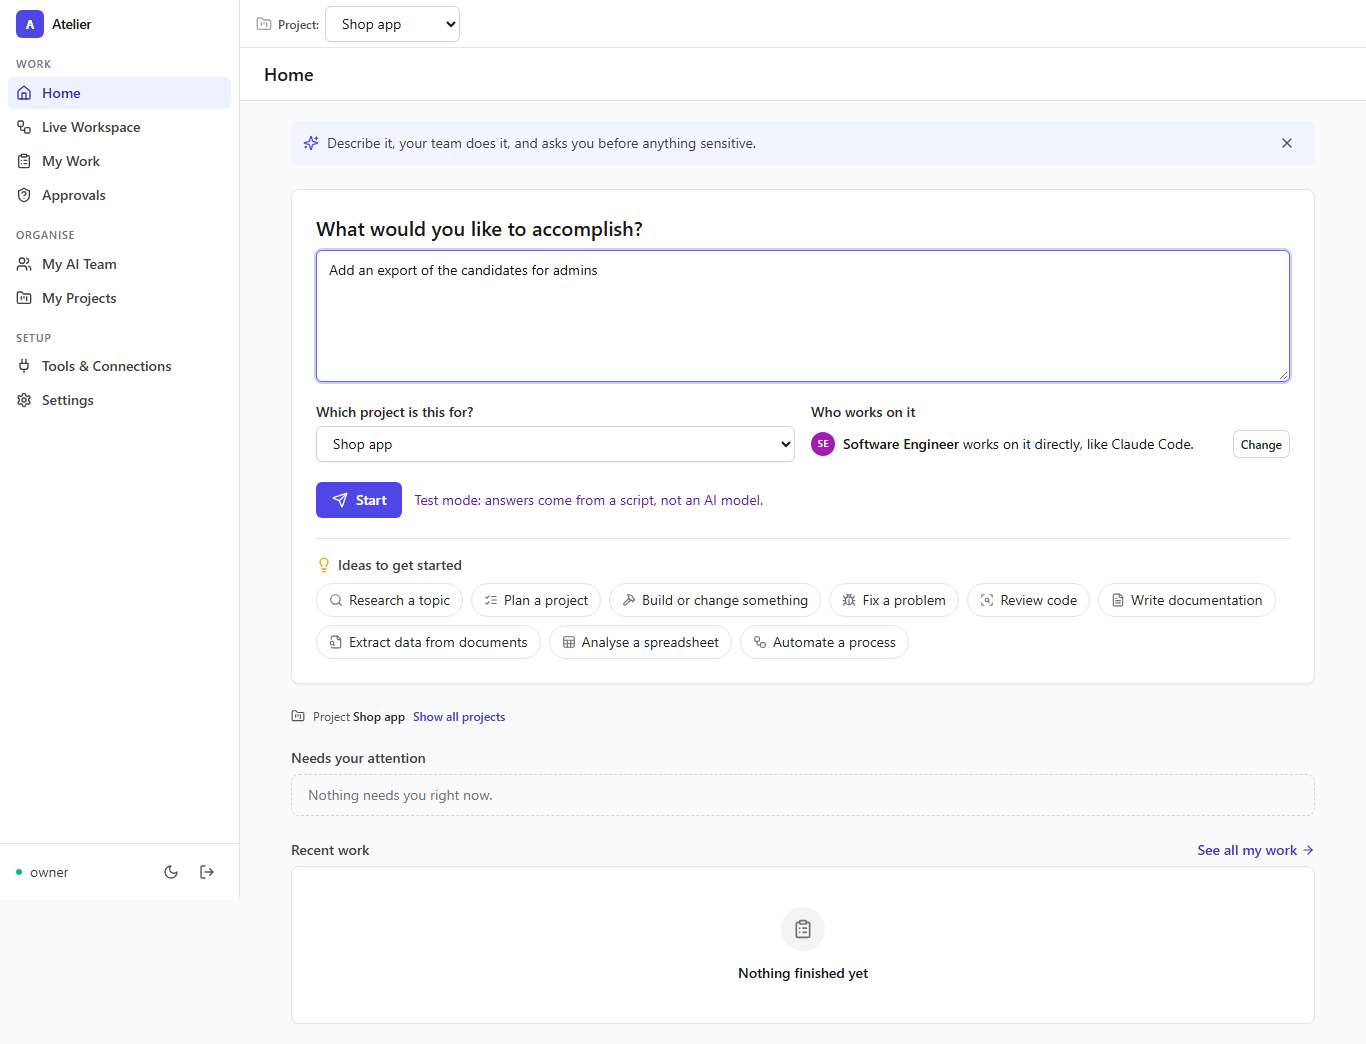 A Atelier
Project: Shop app
WORK
Home
Live Workspace
My Work
Approvals
ORGANISE
My AI Team
My Projects
SETUP
Tools & Connections
Settings
owner
Home
Describe it, your team does it, and asks you before anything sensitive.
What would you like to accomplish?
Add an export of the candidates for admins
Which project is this for?
Shop app
Who works on it
SE Software Engineer works on it directly, like Claude Code. Change
Start Test mode: answers come from a script, not an AI model.
Ideas to get started
Research a topic Plan a project Build or change something Fix a problem Review code Write documentation
Extract data from documents Analyse a spreadsheet Automate a process
Project Shop app Show all projects
Needs your attention
Nothing needs you right now.
Recent work See all my work
Nothing finished yet